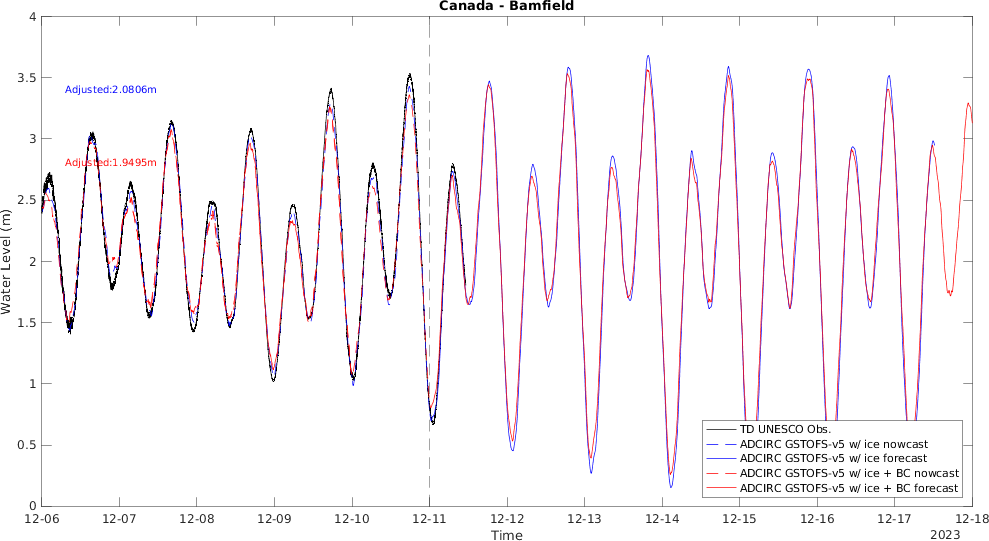 Canada - Bamfield
4
3.5
3
2.5
2
1.5
1
0.5
0
Water Level (m)
Adjusted:2.0806m
Adjusted:1.9495m
TD UNESCO Obs.
ADCIRC GSTOFS-v5 w/ ice nowcast
ADCIRC GSTOFS-v5 w/ ice forecast
ADCIRC GSTOFS-v5 w/ ice + BC nowcast
ADCIRC GSTOFS-v5 w/ ice + BC forecast
12-06 12-07 12-08 12-09 12-10 12-11 12-12 12-13 12-14 12-15 12-16 12-17 12-18
Time
2023